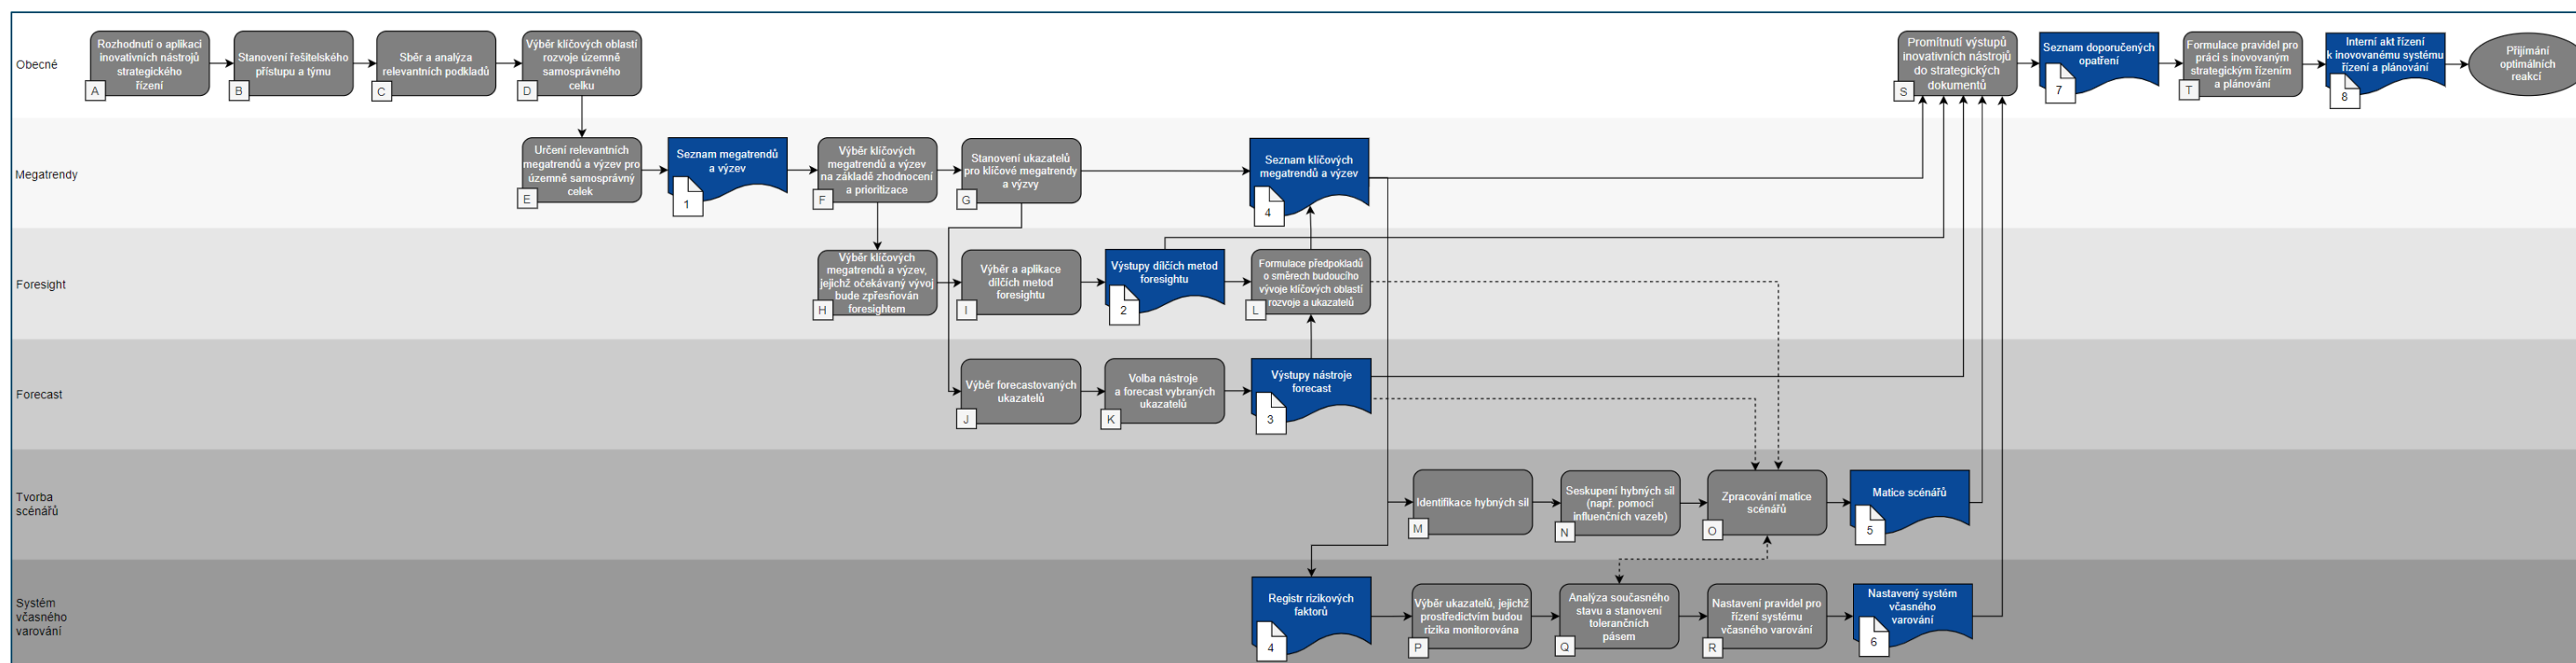 Obecné
Rozhodnutí o aplikaci
inovativních nástrojů
strategického
řízení
A
Stanovení řešitelského
přístupu a týmu
B
Sběr a analýza
relevantních podkladů
C
Výběr klíčových oblastí
rozvoje územně
samosprávného
celku
D
Promítnutí výstupů
inovativních nástrojů
do strategických
dokumentů
S
Seznam doporučených
opatření
7
Formulace pravidel pro
práci s inovovaným
strategickým řízením
a plánování
T
Interní akt řízení
k inovovanému systému
řízení a plánování
8
Přijímání
optimálních
reakcí
Megatrendy
Určení relevantních
megatrendů a výzev pro
územně samosprávný
celek
E
Seznam megatrendů
a výzev
1
Výběr klíčových
megatrendů a výzev
na základě zhodnocení
a prioritizace
F
Stanovení ukazatelů
pro klíčové megatrendy
a výzvy
G
Seznam klíčových
megatrendů a výzev
4
Foresight
Výběr klíčových
megatrendů a výzev,
jejichž očekávaný vývoj
bude zpřesňován
foresightem
H
Výběr a aplikace
dílčích metod
foresightu
I
Výstupy dílčích metod
foresightu
2
Formulace předpokladů
o směrech budoucího
vývoje klíčových oblastí
rozvoje a ukazatelů
L
Forecast
Výběr forecastovaných
ukazatelů
J
Volba nástroje
a forecast vybraných
ukazatelů
K
Výstupy nástroje
forecast
3
Tvorba
scénářů
Identifikace hybných sil
M
Seskupení hybných sil
(např. pomocí
influenčních vazeb)
N
Zpracování matice
scénářů
O
Matice scénářů
5
Systém
včasného
varování
Registr rizikových
faktorů
4
Výběr ukazatelů, jejichž
prostředictvím budou
rizika monitorována
P
Analýza současného
stavu a stanovení
tolerančních
pásem
Q
Nastavení pravidel pro
řízení systému
včasného varování
R
Nastavený systém
včasného
varování
6